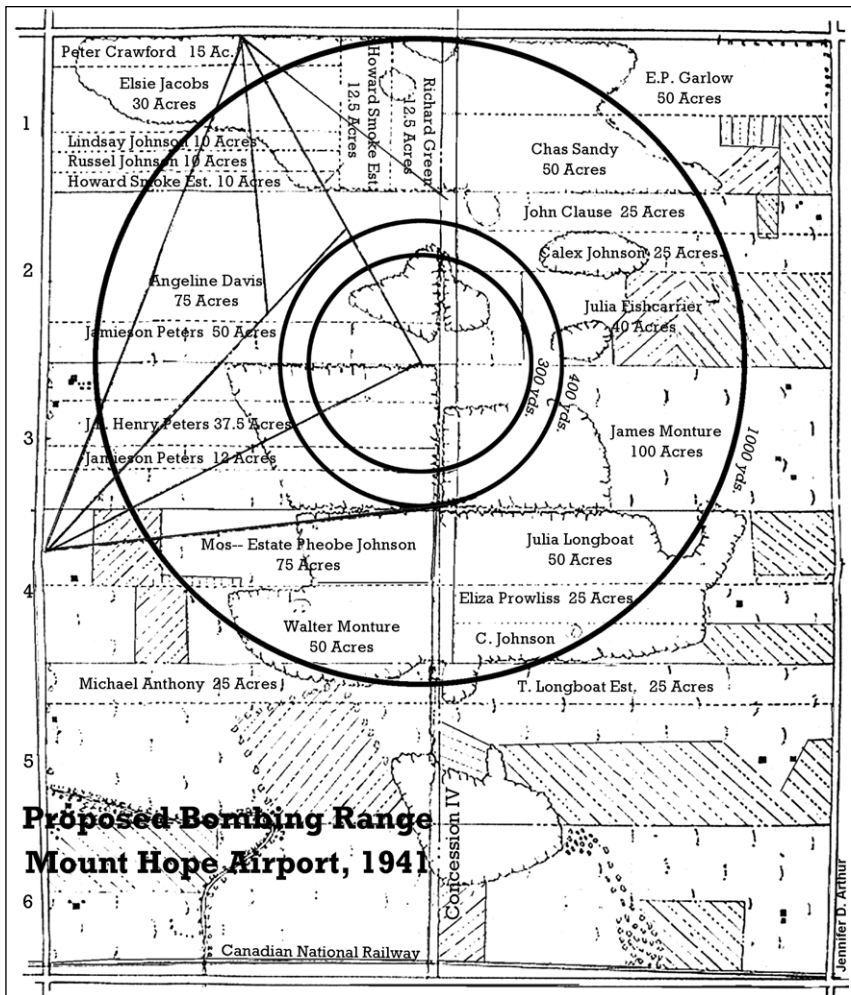 Peter Crawford 15 Ac.
Elsie Jacobs
30 Acres
Howard Smoke Est.
12.5 Acres
Richard Green
12.5 Acres
E.P. Garlow
50 Acres
1
Lindsay Johnson 10 Acres
Russel Johnson 10 Acres
Howard Smoke Est. 10 Acres
Chas Sandy
50 Acres
John Clause 25 Acres
2
Calex Johnson 25 Acres
Angeline Davis
75 Acres
Julia Fishcarrier
40 Acres
Jamieson Peters 50 Acres
300 yds.
400 yds.
1000 yds.
J.L. Henry Peters 37.5 Acres
3
Jamieson Peters 12 Acres
James Monture
100 Acres
Mos-- Estate Pheobe Johnson
75 Acres
Julia Longboat
50 Acres
4
Eliza Prowliss 25 Acres
Walter Monture
50 Acres
C. Johnson
Michael Anthony 25 Acres
T. Longboat Est. 25 Acres
5
Proposed Bombing Range
Mount Hope Airport, 1941
Concession IV
6
Canadian National Railway
Jennifer D. Arthur